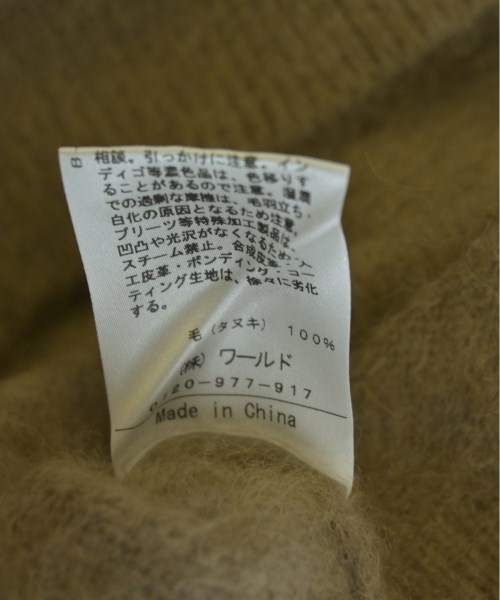 B 相談。引っかけに注意。イン
ディゴ等濃色品は、色移りす
ることがあるので注意。湿潤
での過剰な摩擦は、毛羽立ち・
白化の原因となるため注意。
プリーツ等特殊加工製品は、
凹凸や光沢がなくなるため
スチーム禁止。合成皮革・人
工皮革・ボンディング・コー
ティング生地は、徐々に劣化
する。
毛(タヌキ) 100%
(株)ワールド
0120-977-917
Made in China